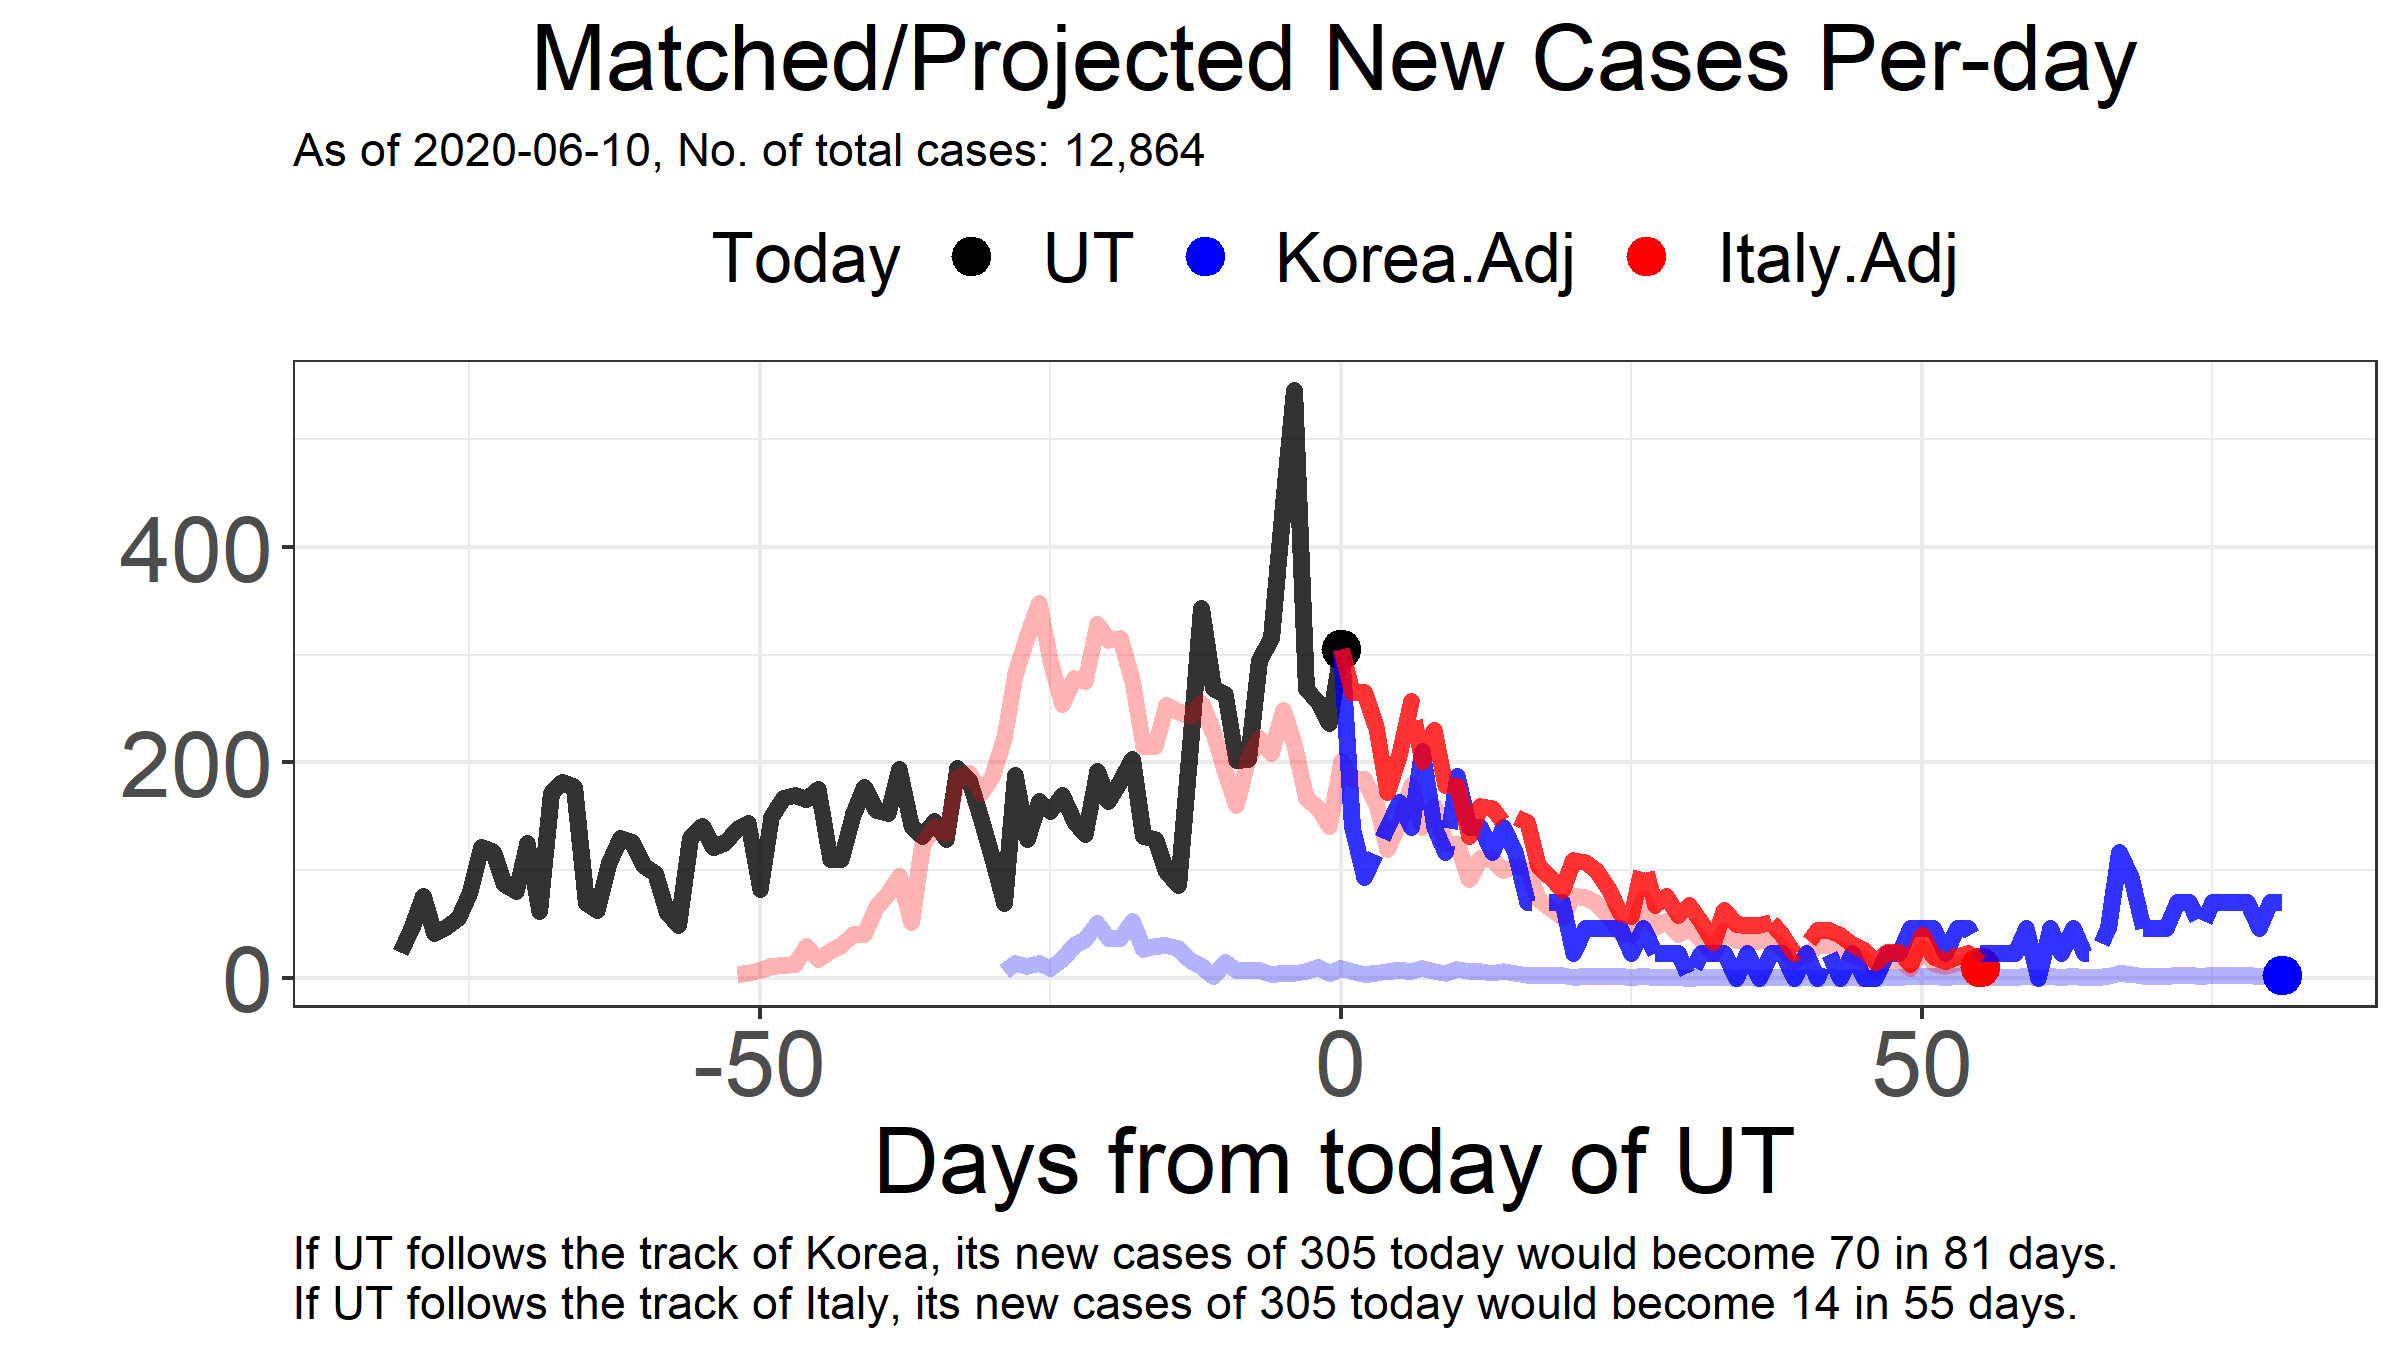 Matched/Projected New Cases Per-day
As of 2020-06-10, No. of total cases: 12,864
Today UT Korea.Adj Italy.Adj
400
200
0
-50 0 50
Days from today of UT
If UT follows the track of Korea, its new cases of 305 today would become 70 in 81 days.
If UT follows the track of Italy, its new cases of 305 today would become 14 in 55 days.